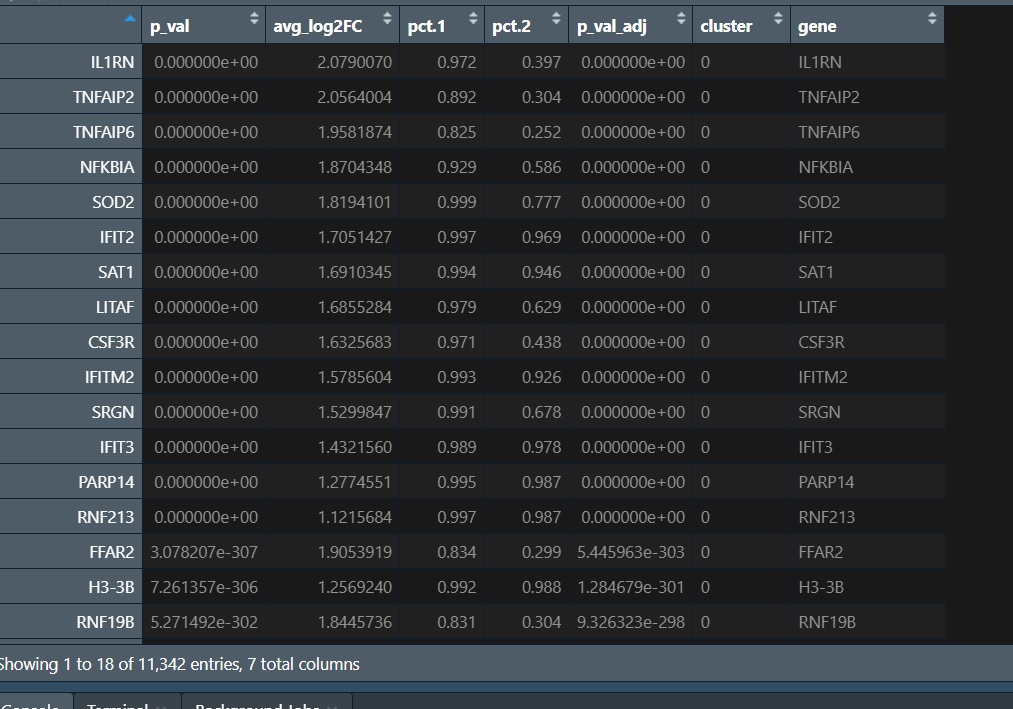 p_val avg_log2FC pct.1 pct.2 p_val_adj cluster gene
IL1RN 0.000000e+00 2.0790070 0.972 0.397 0.000000e+00 0 IL1RN
TNFAIP2 0.000000e+00 2.0564004 0.892 0.304 0.000000e+00 0 TNFAIP2
TNFAIP6 0.000000e+00 1.9581874 0.825 0.252 0.000000e+00 0 TNFAIP6
NFKBIA 0.000000e+00 1.8704348 0.929 0.586 0.000000e+00 0 NFKBIA
SOD2 0.000000e+00 1.8194101 0.999 0.777 0.000000e+00 0 SOD2
IFIT2 0.000000e+00 1.7051427 0.997 0.969 0.000000e+00 0 IFIT2
SAT1 0.000000e+00 1.6910345 0.994 0.946 0.000000e+00 0 SAT1
LITAF 0.000000e+00 1.6855284 0.979 0.629 0.000000e+00 0 LITAF
CSF3R 0.000000e+00 1.6325683 0.971 0.438 0.000000e+00 0 CSF3R
IFITM2 0.000000e+00 1.5785604 0.993 0.926 0.000000e+00 0 IFITM2
SRGN 0.000000e+00 1.5299847 0.991 0.678 0.000000e+00 0 SRGN
IFIT3 0.000000e+00 1.4321560 0.989 0.978 0.000000e+00 0 IFIT3
PARP14 0.000000e+00 1.2774551 0.995 0.987 0.000000e+00 0 PARP14
RNF213 0.000000e+00 1.1215684 0.997 0.987 0.000000e+00 0 RNF213
FFAR2 3.078207e-307 1.9053919 0.834 0.299 5.445963e-303 0 FFAR2
H3-3B 7.261357e-306 1.2569240 0.992 0.988 1.284679e-301 0 H3-3B
RNF19B 5.271492e-302 1.8445736 0.831 0.304 9.326323e-298 0 RNF19B
Showing 1 to 18 of 11,342 entries, 7 total columns
Console Terminal Background Jobs